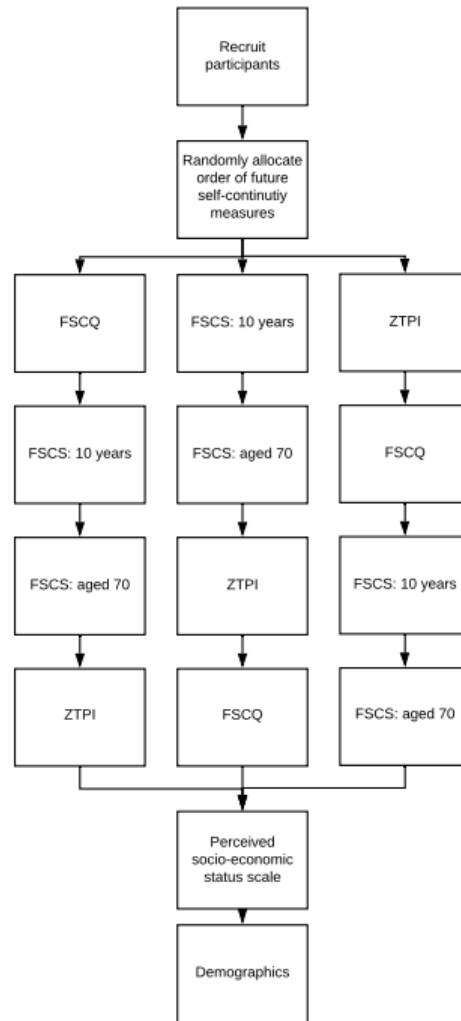 Recruit
participants
Randomly allocate
order of future
self-continutiy
measures
FSCQ
FSCS: 10 years
ZTPI
FSCS: 10 years
FSCS: aged 70
FSCQ
FSCS: aged 70
ZTPI
FSCS: 10 years
ZTPI
FSCQ
FSCS: aged 70
Perceived
socio-economic
status scale
Demographics